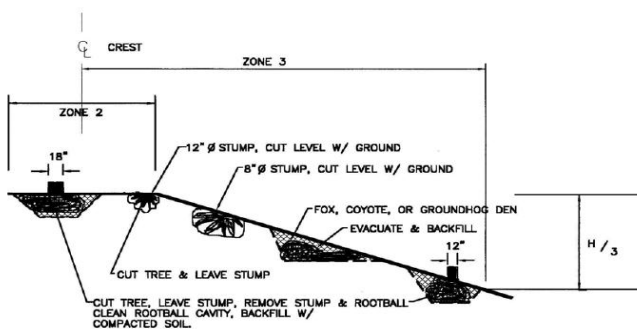 ℄ CREST
ZONE 3
ZONE 2
12" Ø STUMP, CUT LEVEL W/ GROUND
18"
8" Ø STUMP, CUT LEVEL W/ GROUND
FOX, COYOTE, OR GROUNDHOG DEN
EVACUATE & BACKFILL
12"
H/3
CUT TREE & LEAVE STUMP
CUT TREE, LEAVE STUMP, REMOVE STUMP & ROOTBALL
CLEAN ROOTBALL CAVITY, BACKFILL W/
COMPACTED SOIL.